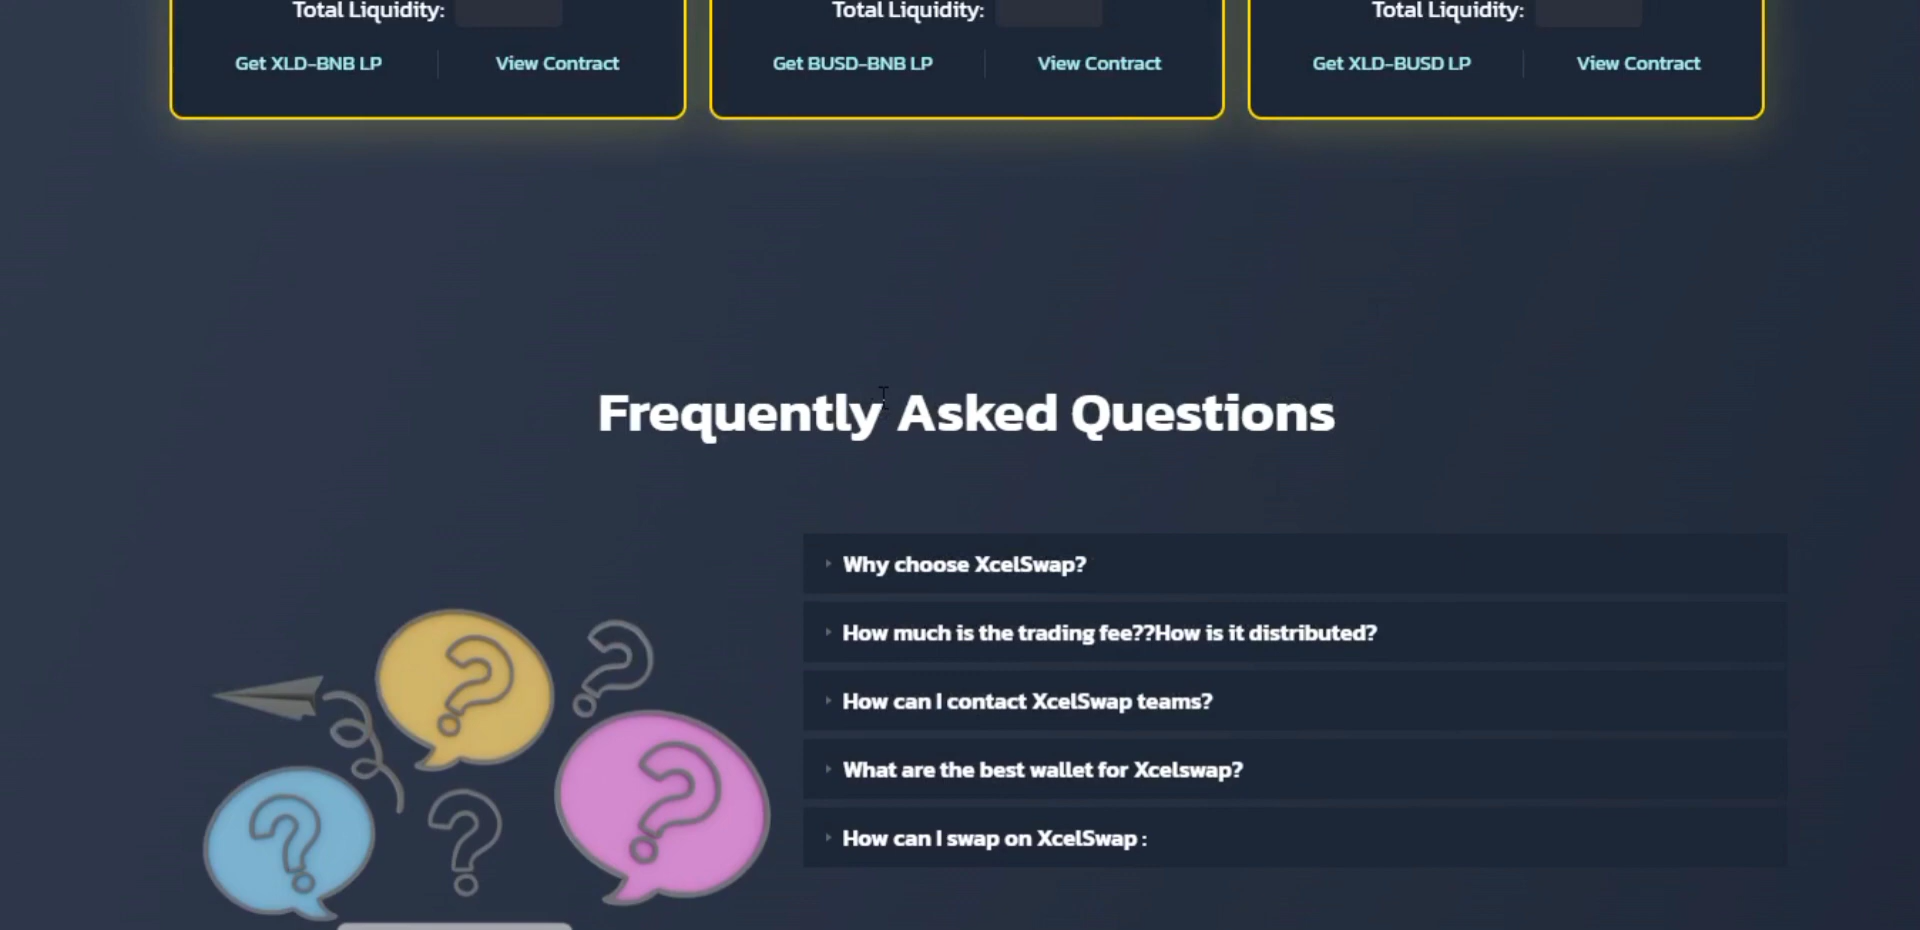 Total Liquidity: Total Liquidity: Total Liquidity:
Get XLD-BNB LP View Contract Get BUSD-BNB LP View Contract Get XLD-BUSD LP View Contract
Frequently Asked Questions
Why choose XcelSwap?
How much is the trading fee??How is it distributed?
How can I contact XcelSwap teams?
What are the best wallet for Xcelswap?
How can I swap on XcelSwap :